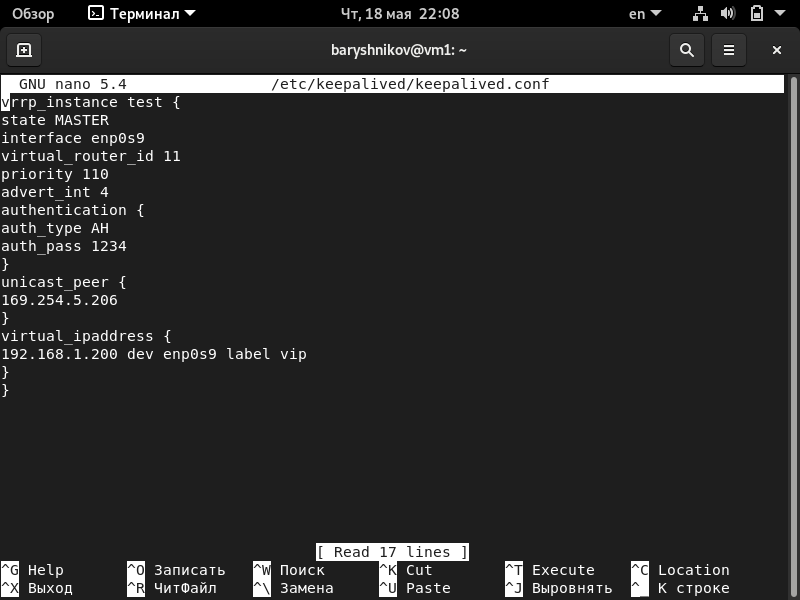 Обзор Терминал Чт, 18 мая 22:08 en
baryshnikov@vm1: ~
GNU nano 5.4 /etc/keepalived/keepalived.conf
vrrp_instance test {
state MASTER
interface enp0s9
virtual_router_id 11
priority 110
advert_int 4
authentication {
auth_type AH
auth_pass 1234
}
unicast_peer {
169.254.5.206
}
virtual_ipaddress {
192.168.1.200 dev enp0s9 label vip
}
}
[ Read 17 lines ]
^G Help ^O Записать ^W Поиск ^K Cut ^T Execute ^C Location
^X Выход ^R ЧитФайл ^\ Замена ^U Paste ^J Выровнять ^_ К строке